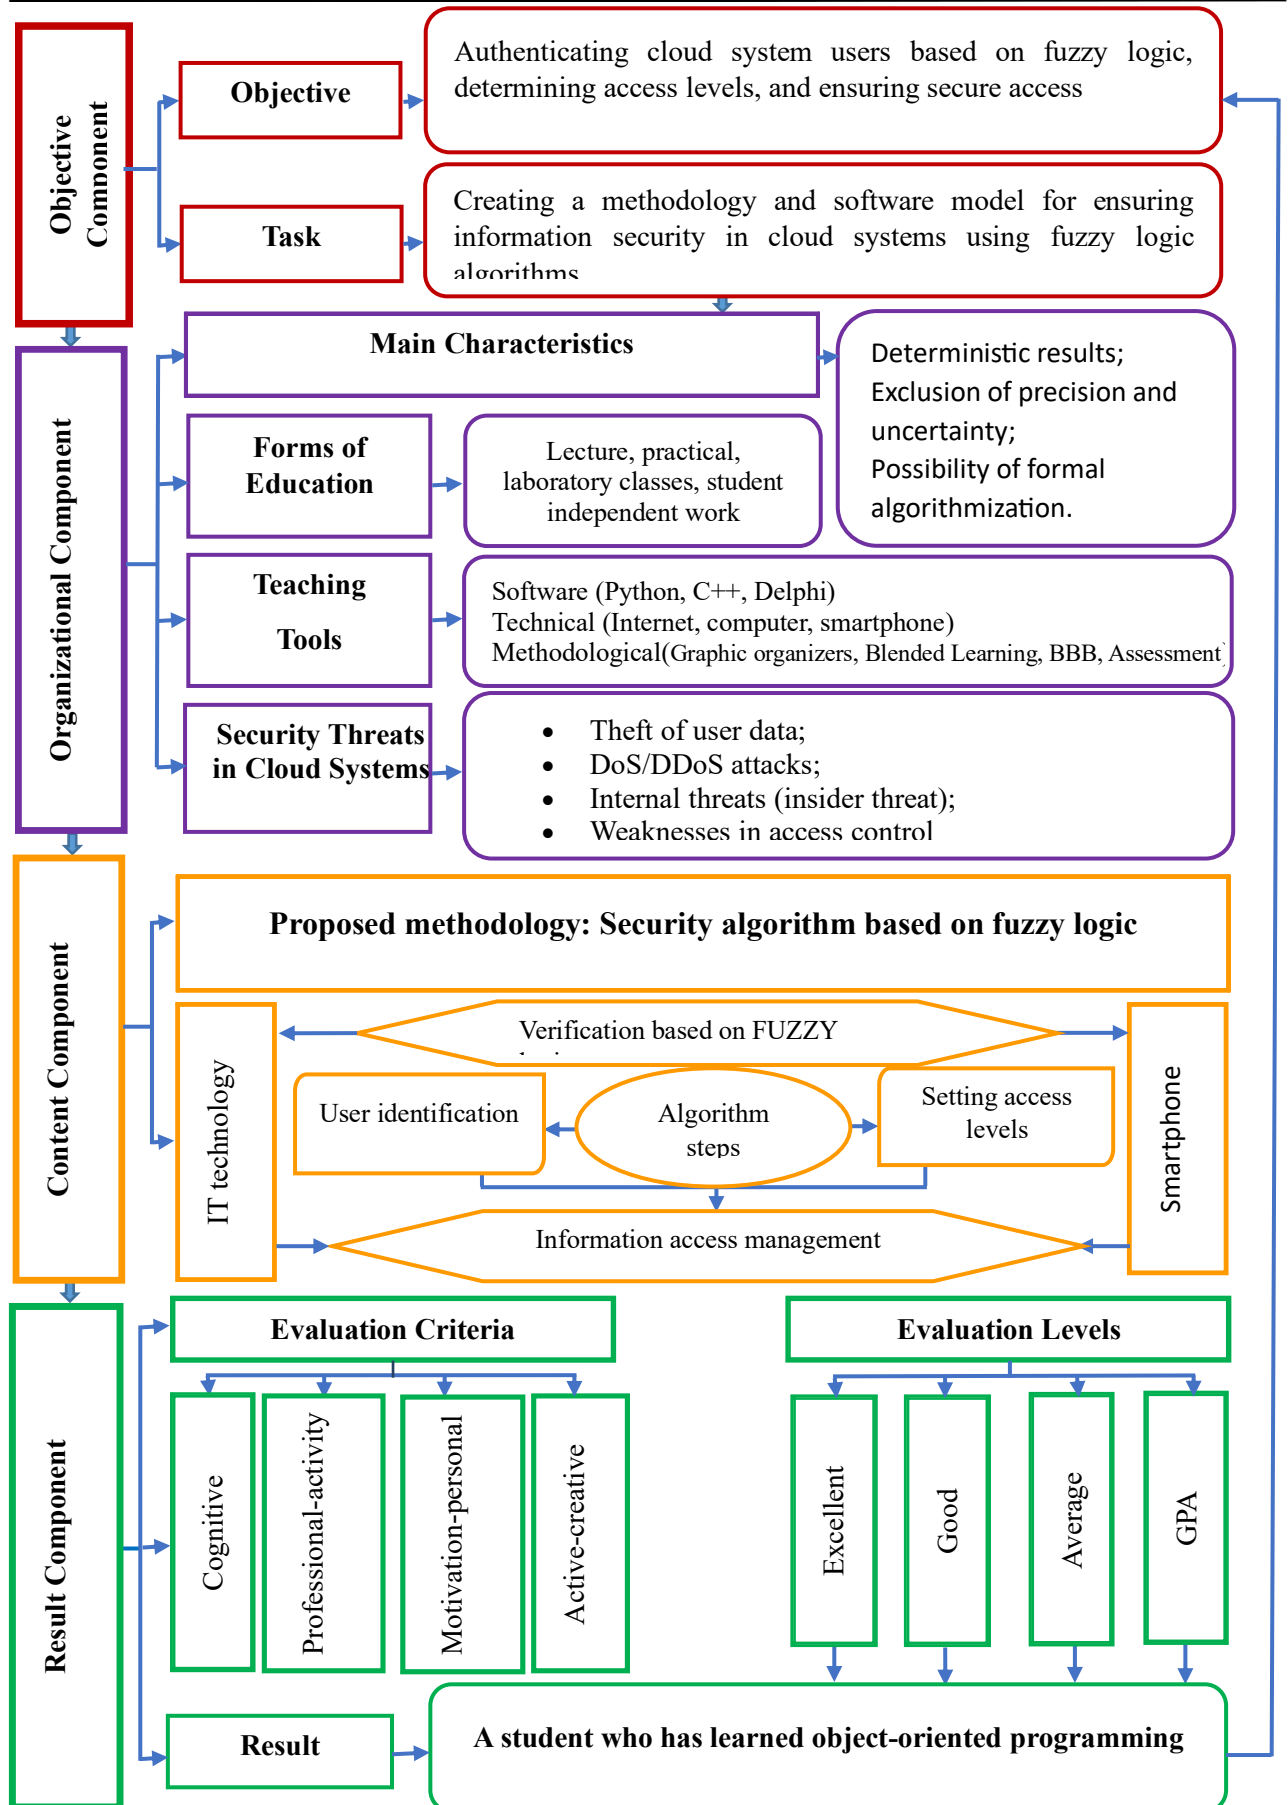 Objective
Component
Objective
Authenticating cloud system users based on fuzzy logic,
determining access levels, and ensuring secure access
Task
Creating a methodology and software model for ensuring
information security in cloud systems using fuzzy logic
algorithms
Organizational Component
Main Characteristics
Deterministic results;
Exclusion of precision and
uncertainty;
Possibility of formal
algorithmization.
Forms of
Education
Lecture, practical,
laboratory classes, student
independent work
Teaching
Tools
Software (Python, C++, Delphi)
Technical (Internet, computer, smartphone)
Methodological(Graphic organizers, Blended Learning, BBB, Assessment)
Security Threats
in Cloud Systems
• Theft of user data;
• DoS/DDoS attacks;
• Internal threats (insider threat);
• Weaknesses in access control
Content Component
Proposed methodology: Security algorithm based on fuzzy logic
IT technology
Verification based on FUZZY
User identification
Algorithm
steps
Setting access
levels
Smartphone
Information access management
Result Component
Evaluation Criteria
Evaluation Levels
Cognitive
Professional-activity
Motivation-personal
Active-creative
Excellent
Good
Average
GPA
Result
A student who has learned object-oriented programming